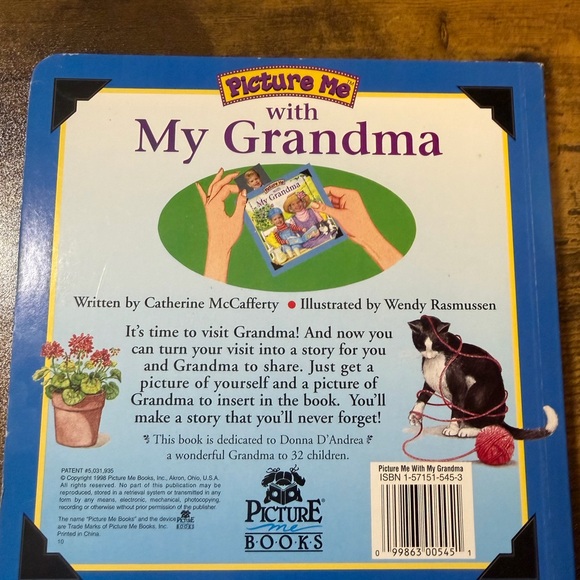 Picture Me
with
My Grandma
PICTURE ME
with
My Grandma
Written by Catherine McCafferty • Illustrated by Wendy Rasmussen
It's time to visit Grandma! And now you
can turn your visit into a story for you
and Grandma to share. Just get a
picture of yourself and a picture of
Grandma to insert in the book. You'll
make a story that you'll never forget!
This book is dedicated to Donna D'Andrea
a wonderful Grandma to 32 children.
PATENT #5,031,935
© Copyright 1998 Picture Me Books, Inc., Akron, Ohio, U.S.A.
All rights reserved. No part of this publication may be
reproduced, stored in a retrieval system or transmitted in any
form by any means, electronic, mechanical, photocopying,
recording or otherwise without prior permission of the publisher
The name "Picture Me Books" and the device PICTURE me BOOKS
are Trade Marks of Picture Me Books, Inc.
Printed in China.
10
PICTURE
me
BOOKS
Picture Me With My Grandma
ISBN 1-57151-545-3
0 99863 00545 1